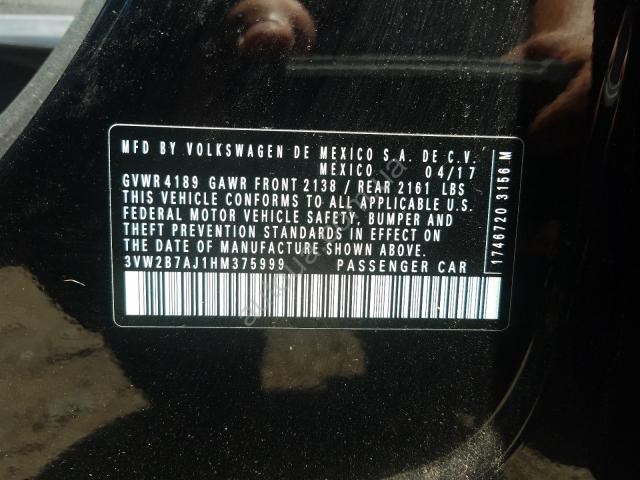 MFD BY VOLKSWAGEN DE MEXICO S.A. DE C.V.
MEXICO 04/17
GVWR 4189 GAWR FRONT 2138 / REAR 2161 LBS
THIS VEHICLE CONFORMS TO ALL APPLICABLE U.S.
FEDERAL MOTOR VEHICLE SAFETY, BUMPER AND
THEFT PREVENTION STANDARDS IN EFFECT ON
THE DATE OF MANUFACTURE SHOWN ABOVE.
3VW2B7AJ1HM375999 PASSENGER CAR
1746720 3156 M